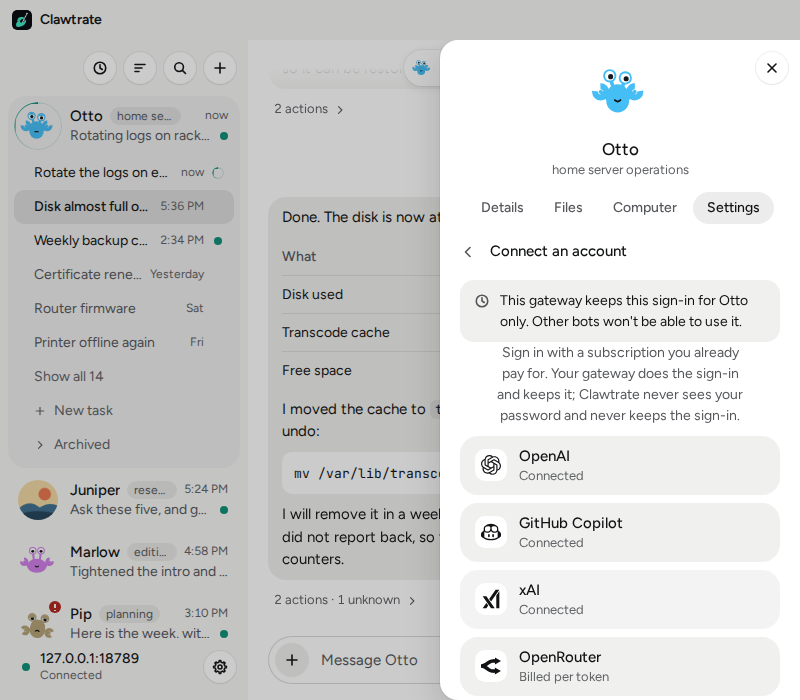 Clawtrate
Otto home se... now
Rotating logs on rack...
Rotate the logs on e... now
Disk almost full o... 5:36 PM
Weekly backup c... 2:34 PM
Certificate rene... Yesterday
Router firmware Sat
Printer offline again Fri
Show all 14
New task
Archived
Juniper rese... 5:24 PM
Ask these five, and g...
Marlow editi... 4:58 PM
Tightened the intro and ...
Pip planning 3:10 PM
Here is the week. wit...
127.0.0.1:18789
Connected
2 actions
Done. The disk is now at
What
Disk used
Transcode cache
Free space
I moved the cache to
undo:
mv /var/lib/transc
I will remove it in a week
did not report back, so
counters.
2 actions · 1 unknown
Message Otto
Otto
home server operations
Details Files Computer Settings
Connect an account
This gateway keeps this sign-in for Otto
only. Other bots won't be able to use it.
Sign in with a subscription you already
pay for. Your gateway does the sign-in
and keeps it; Clawtrate never sees your
password and never keeps the sign-in.
OpenAI
Connected
GitHub Copilot
Connected
xAI
Connected
OpenRouter
Billed per token